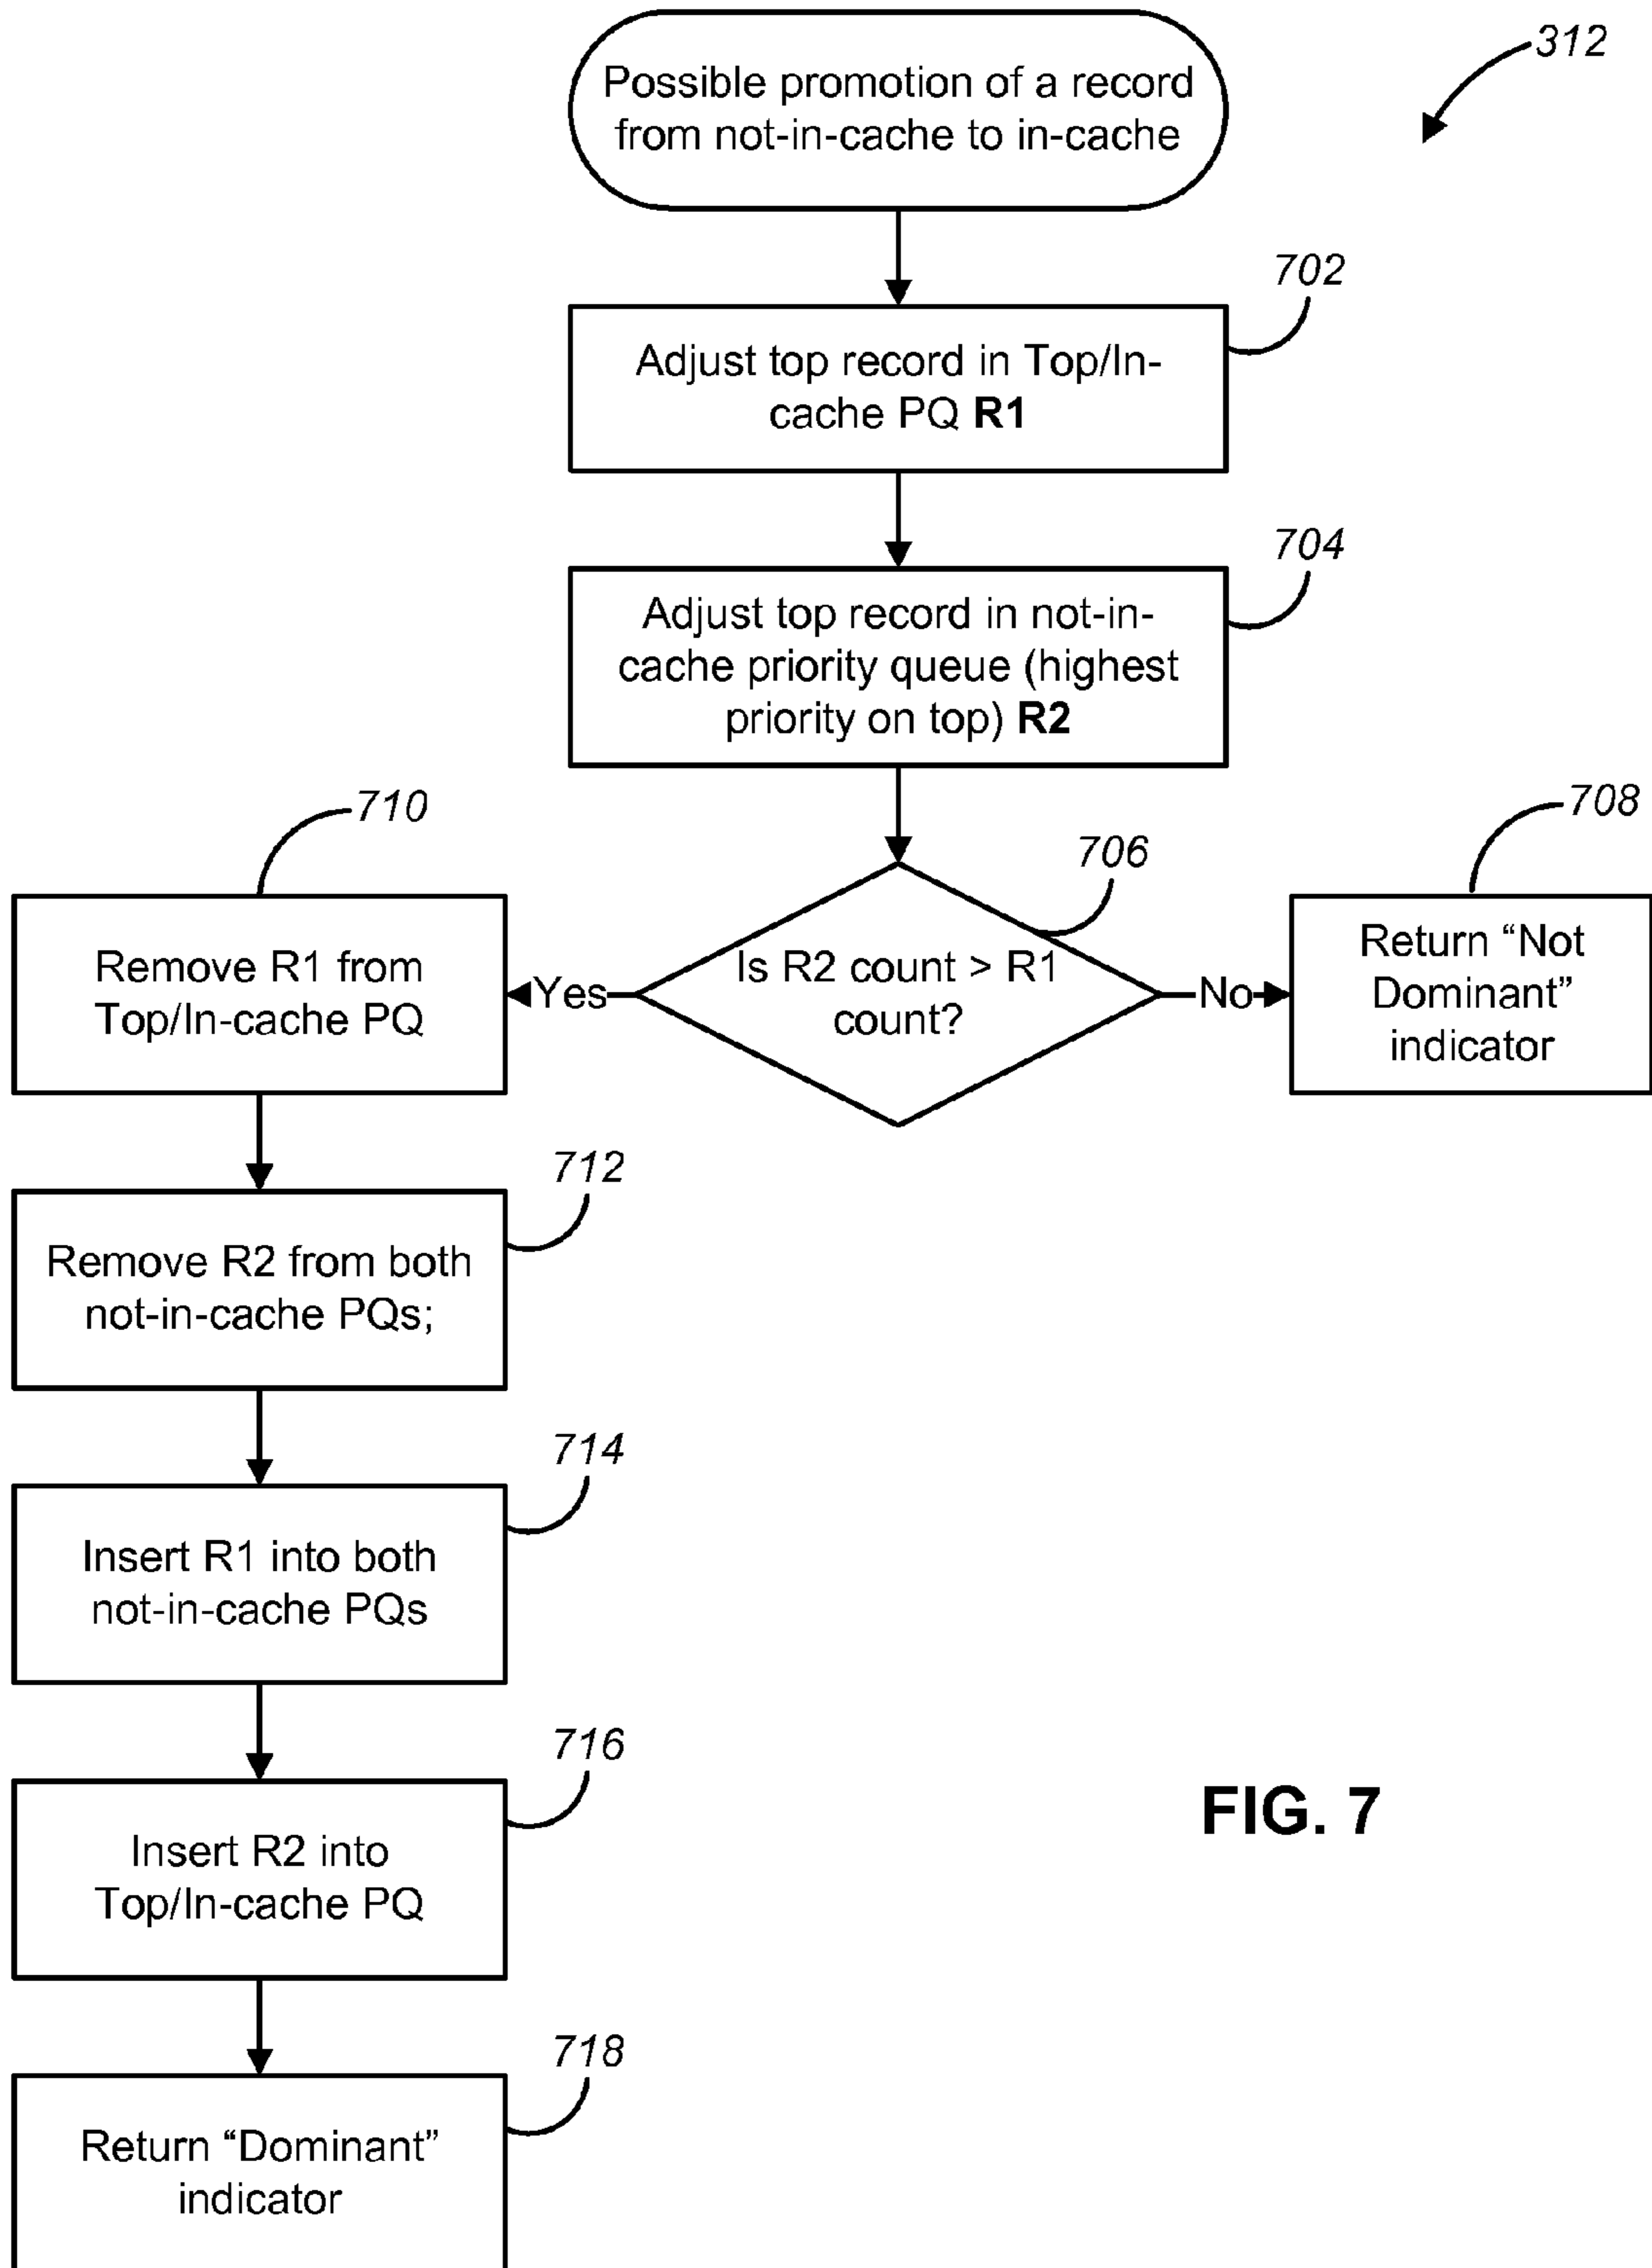 Possible promotion of a record
from not-in-cache to in-cache
312
702
Adjust top record in Top/In-
cache PQ R1
704
Adjust top record in not-in-
cache priority queue (highest
priority on top) R2
706
Is R2 count > R1
count?
No
708
Return “Not
Dominant”
indicator
Yes
710
Remove R1 from
Top/In-cache PQ
712
Remove R2 from both
not-in-cache PQs;
714
Insert R1 into both
not-in-cache PQs
716
Insert R2 into
Top/In-cache PQ
718
Return “Dominant”
indicator
FIG. 7